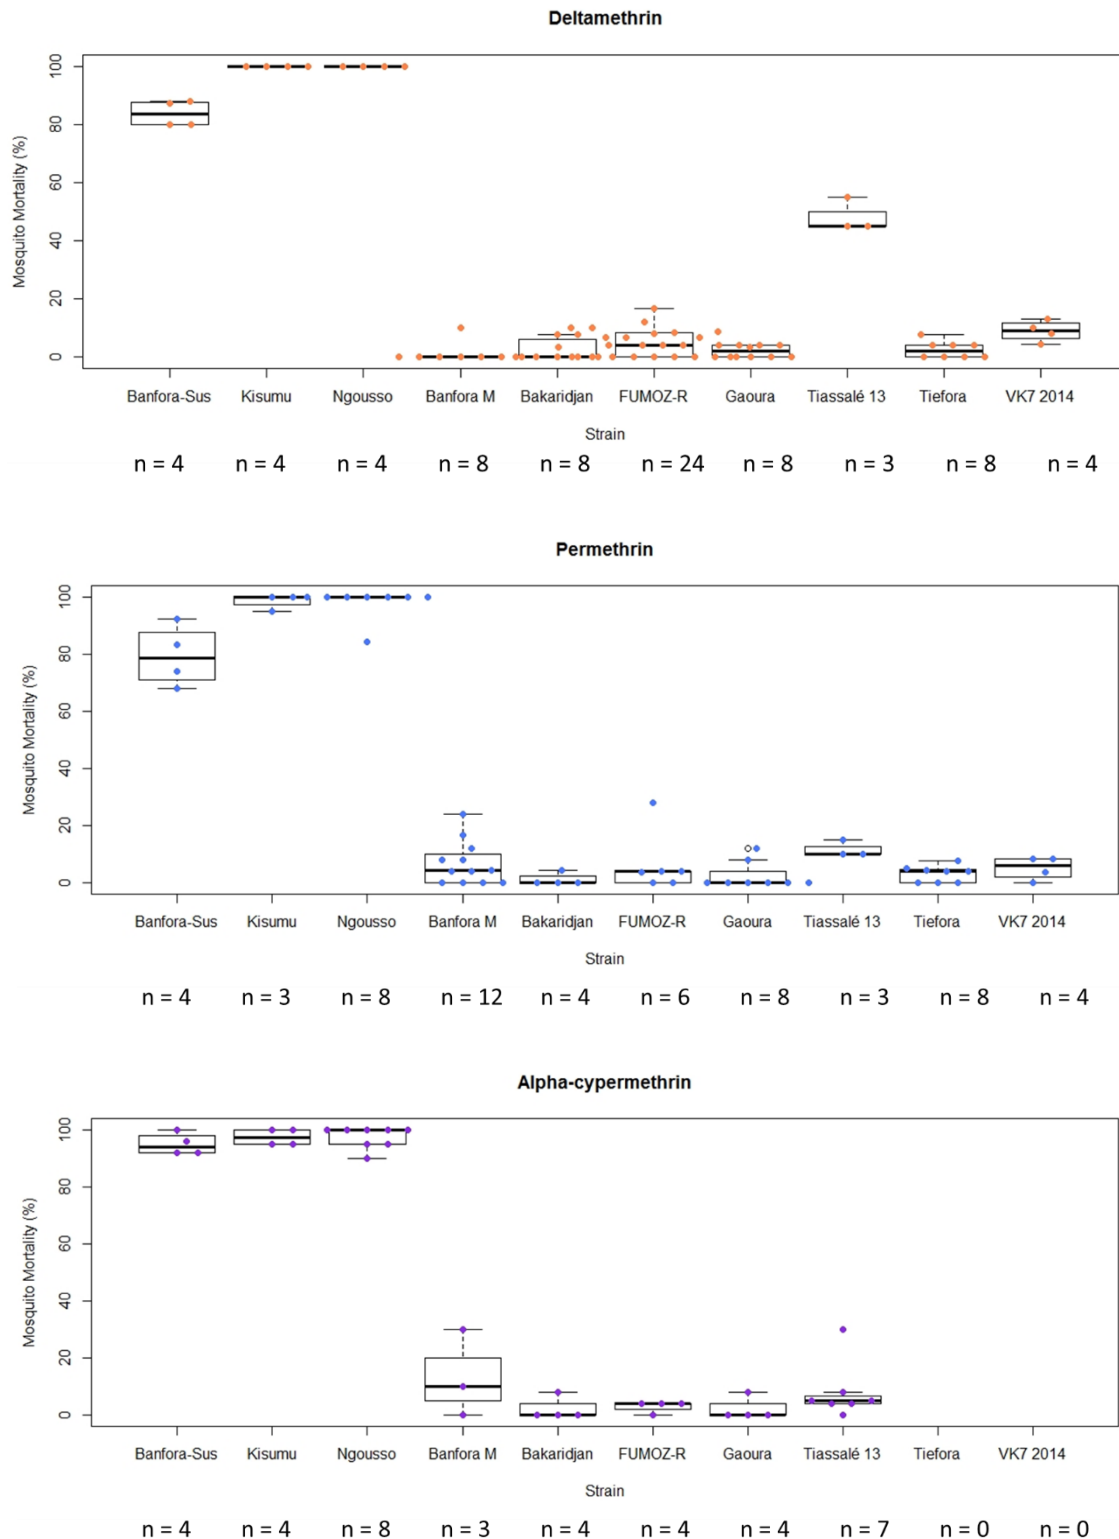 Deltamethrin
Mosquito Mortality (%)
100
80
60
40
20
0
Banfora-Sus Kisumu Ngousso Banfora M Bakaridjan FUMOZ-R Gaoura Tiassalé 13 Tiefora VK7 2014
Strain
n = 4 n = 4 n = 4 n = 8 n = 8 n = 24 n = 8 n = 3 n = 8 n = 4
Permethrin
Mosquito Mortality (%)
100
80
60
40
20
0
Banfora-Sus Kisumu Ngousso Banfora M Bakaridjan FUMOZ-R Gaoura Tiassalé 13 Tiefora VK7 2014
Strain
n = 4 n = 3 n = 8 n = 12 n = 4 n = 6 n = 8 n = 3 n = 8 n = 4
Alpha-cypermethrin
Mosquito Mortality (%)
100
80
60
40
20
0
Banfora-Sus Kisumu Ngousso Banfora M Bakaridjan FUMOZ-R Gaoura Tiassalé 13 Tiefora VK7 2014
Strain
n = 4 n = 4 n = 8 n = 3 n = 4 n = 4 n = 4 n = 7 n = 0 n = 0